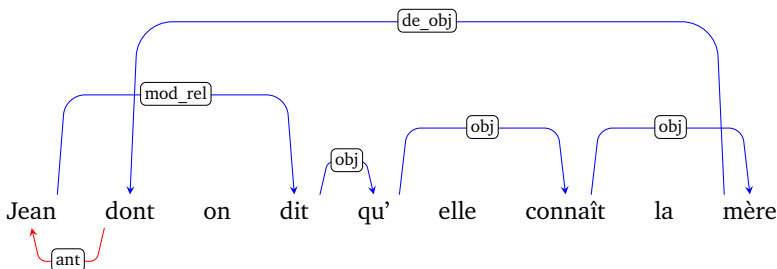 de_obj
mod_rel
obj obj
obj
Jean dont on dit qu' elle connaît la mère
ant